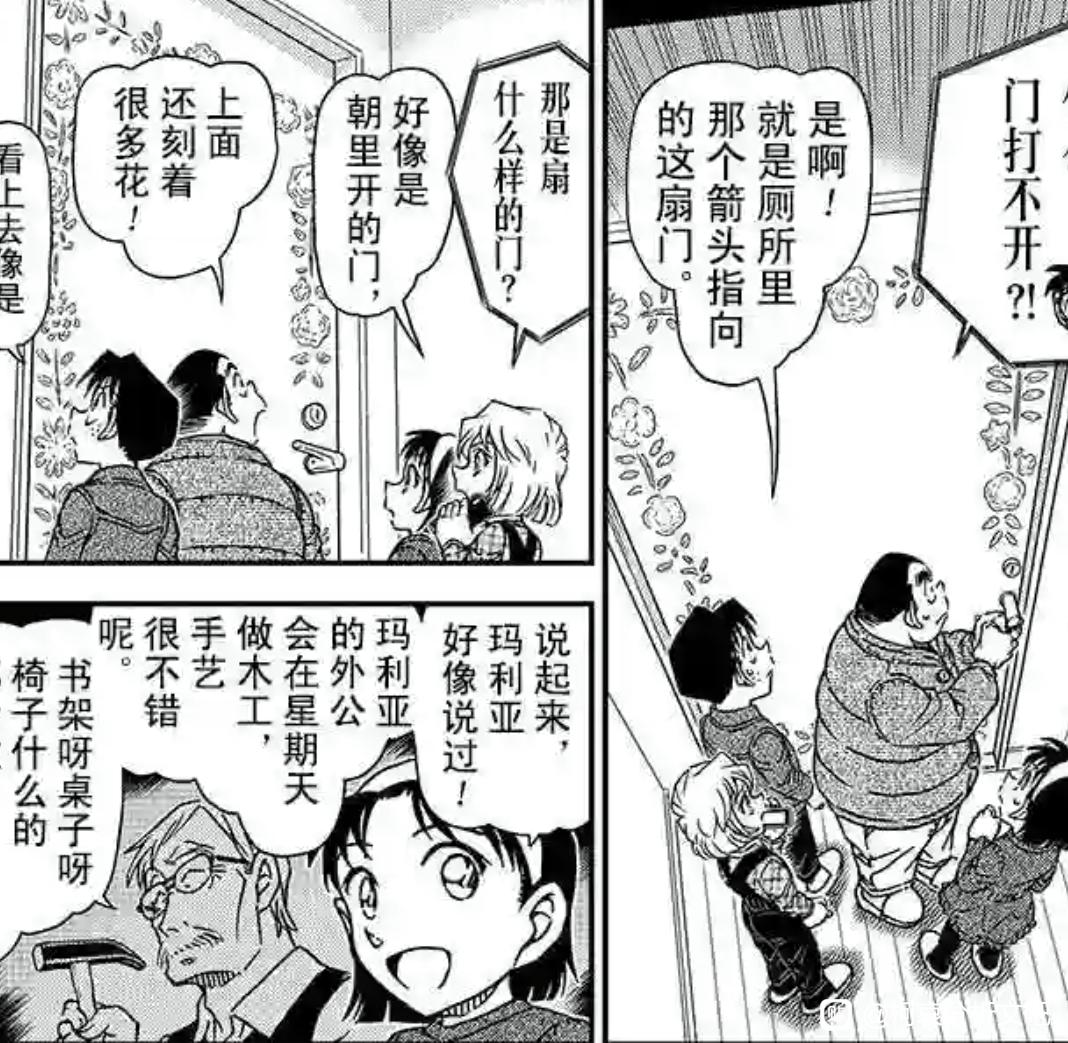 门打不开?!
是啊！
就是厕所里
那个箭头指向
的这扇门。
那是扇
什么样的门？
好像是
朝里开的门，
上面
还刻着
很多花！
看上去像是
说起来，
玛利亚
好像说过！
玛利亚
的外公
会在星期天
做木工，
手艺
很不错
呢。
书架呀桌子呀
椅子什么的